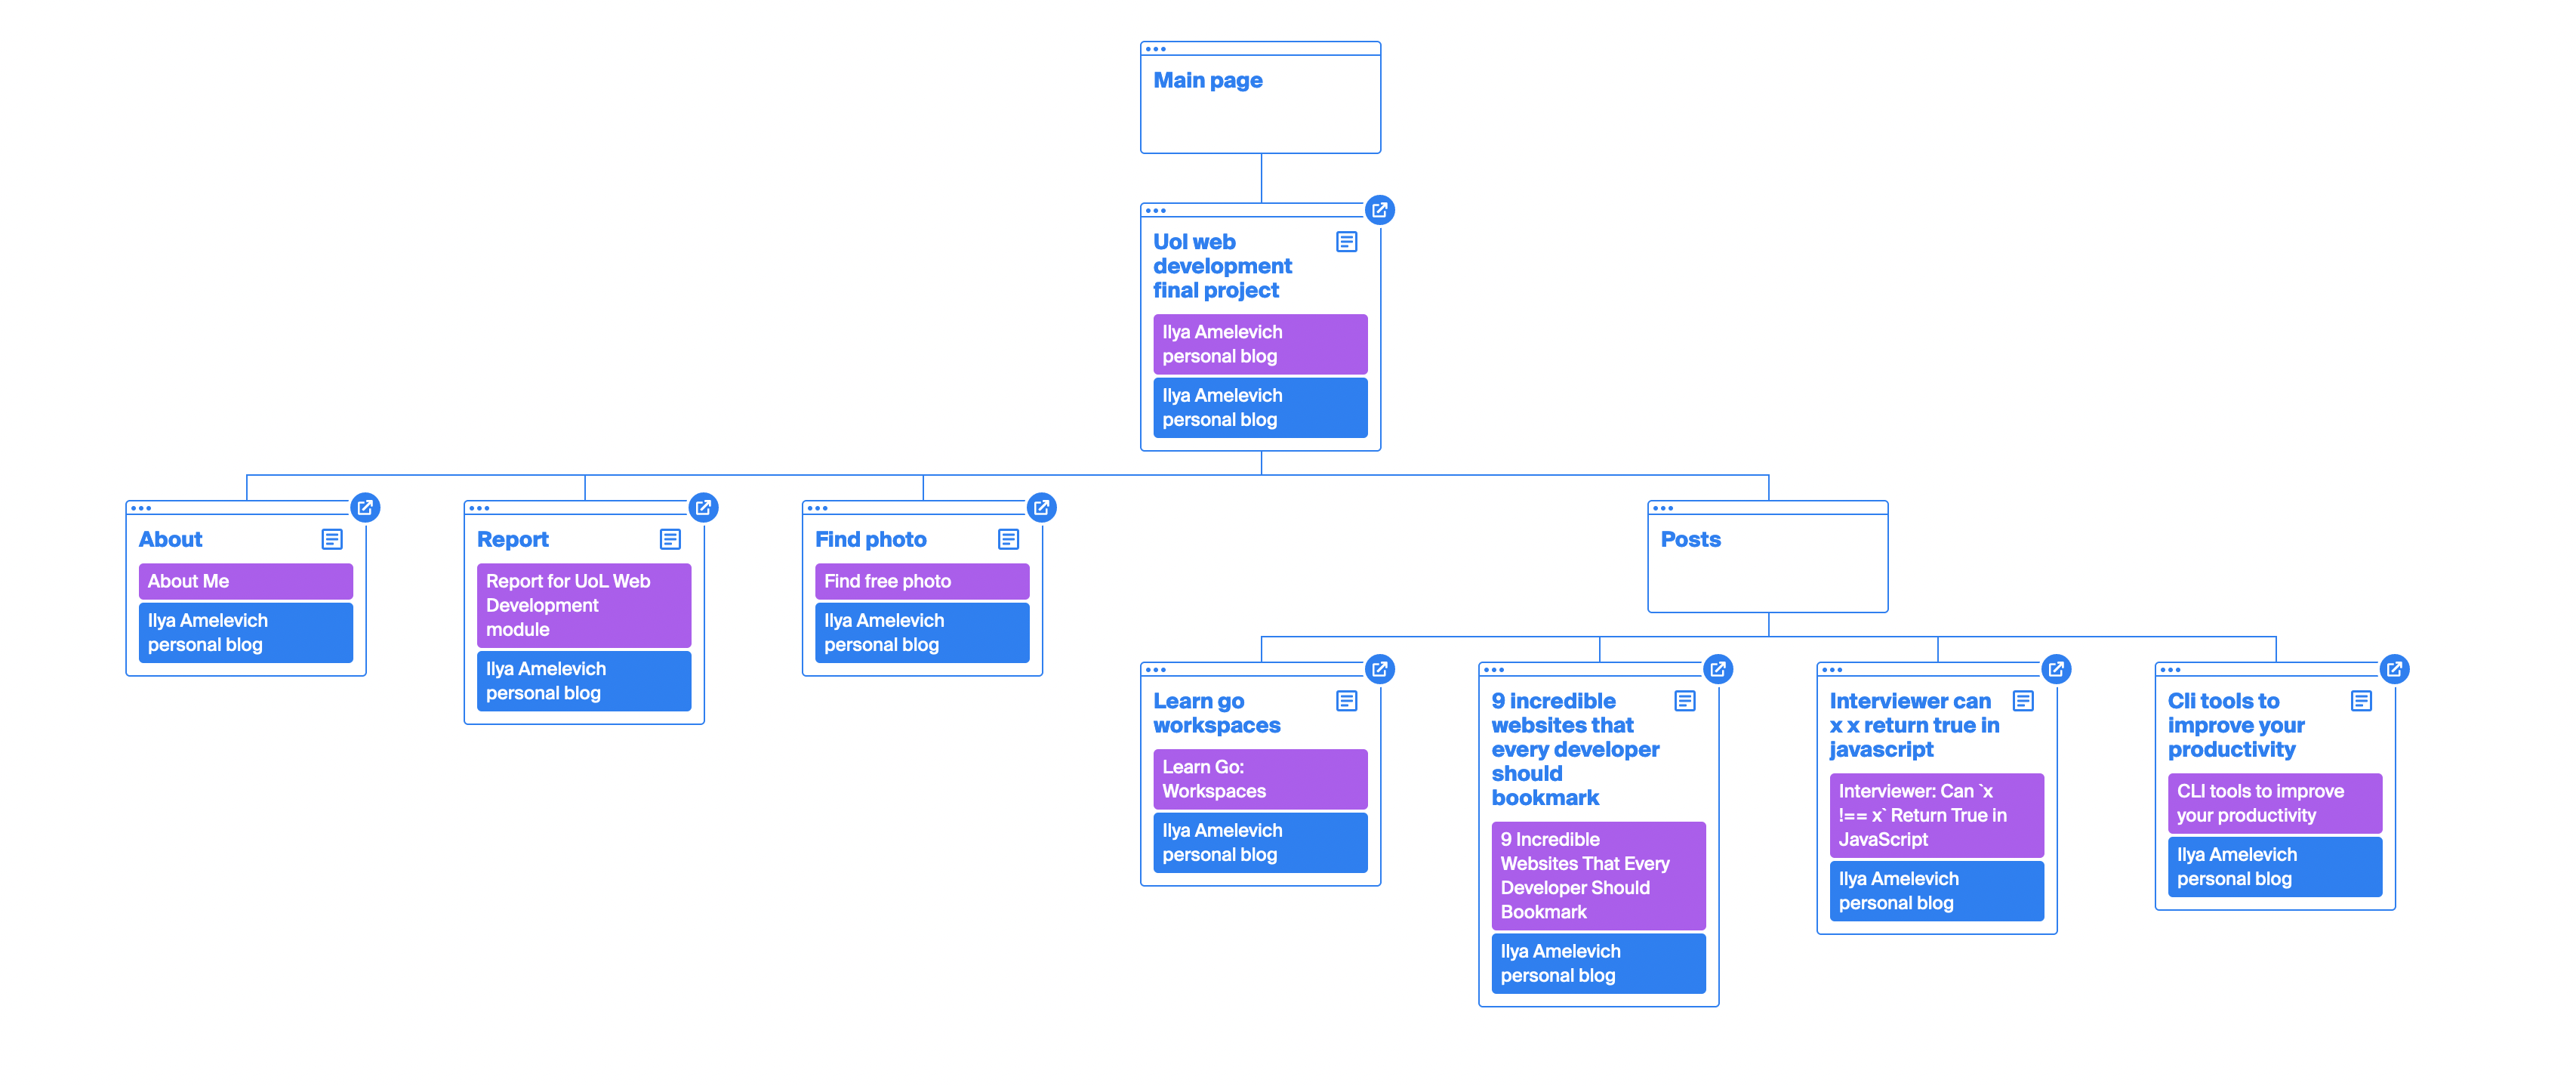 Main page
Uol web
development
final project
Ilya Amelevich
personal blog
Ilya Amelevich
personal blog
About
About Me
Ilya Amelevich
personal blog
Report
Report for UoL Web
Development
module
Ilya Amelevich
personal blog
Find photo
Find free photo
Ilya Amelevich
personal blog
Posts
Learn go
workspaces
Learn Go:
Workspaces
Ilya Amelevich
personal blog
9 incredible
websites that
every developer
should
bookmark
9 Incredible
Websites That Every
Developer Should
Bookmark
Ilya Amelevich
personal blog
Interviewer can
x x return true in
javascript
Interviewer: Can `x
!== x` Return True in
JavaScript
Ilya Amelevich
personal blog
Cli tools to
improve your
productivity
CLI tools to improve
your productivity
Ilya Amelevich
personal blog